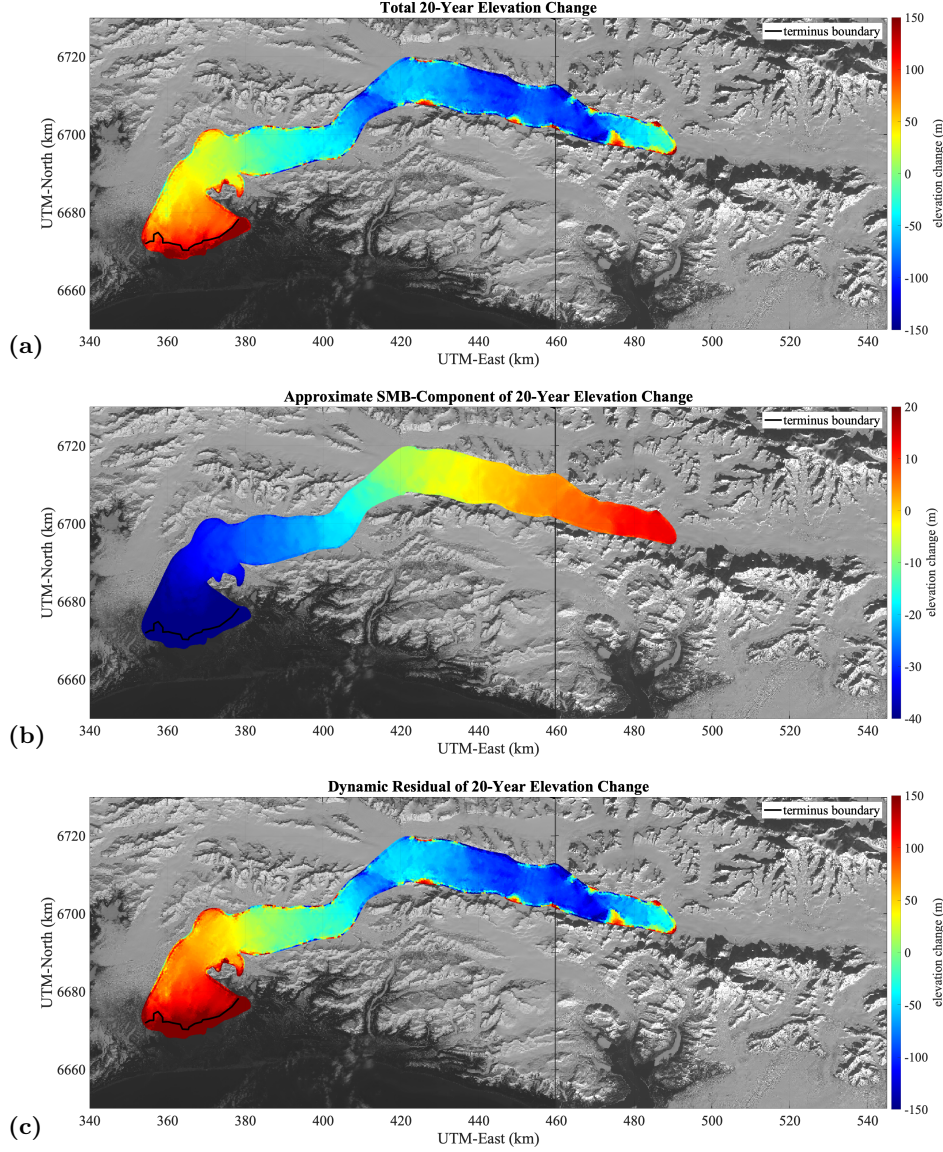 Total 20-Year Elevation Change
terminus boundary
UTM-North (km)
6720
6700
6680
6660
340 360 380 400 420 440 460 480 500 520 540
UTM-East (km)
150
100
50
0
-50
-100
-150
elevation change (m)
(a)
Approximate SMB-Component of 20-Year Elevation Change
terminus boundary
UTM-North (km)
6720
6700
6680
6660
340 360 380 400 420 440 460 480 500 520 540
UTM-East (km)
20
10
0
-10
-20
-30
-40
elevation change (m)
(b)
Dynamic Residual of 20-Year Elevation Change
terminus boundary
UTM-North (km)
6720
6700
6680
6660
340 360 380 400 420 440 460 480 500 520 540
UTM-East (km)
150
100
50
0
-50
-100
-150
elevation change (m)
(c)